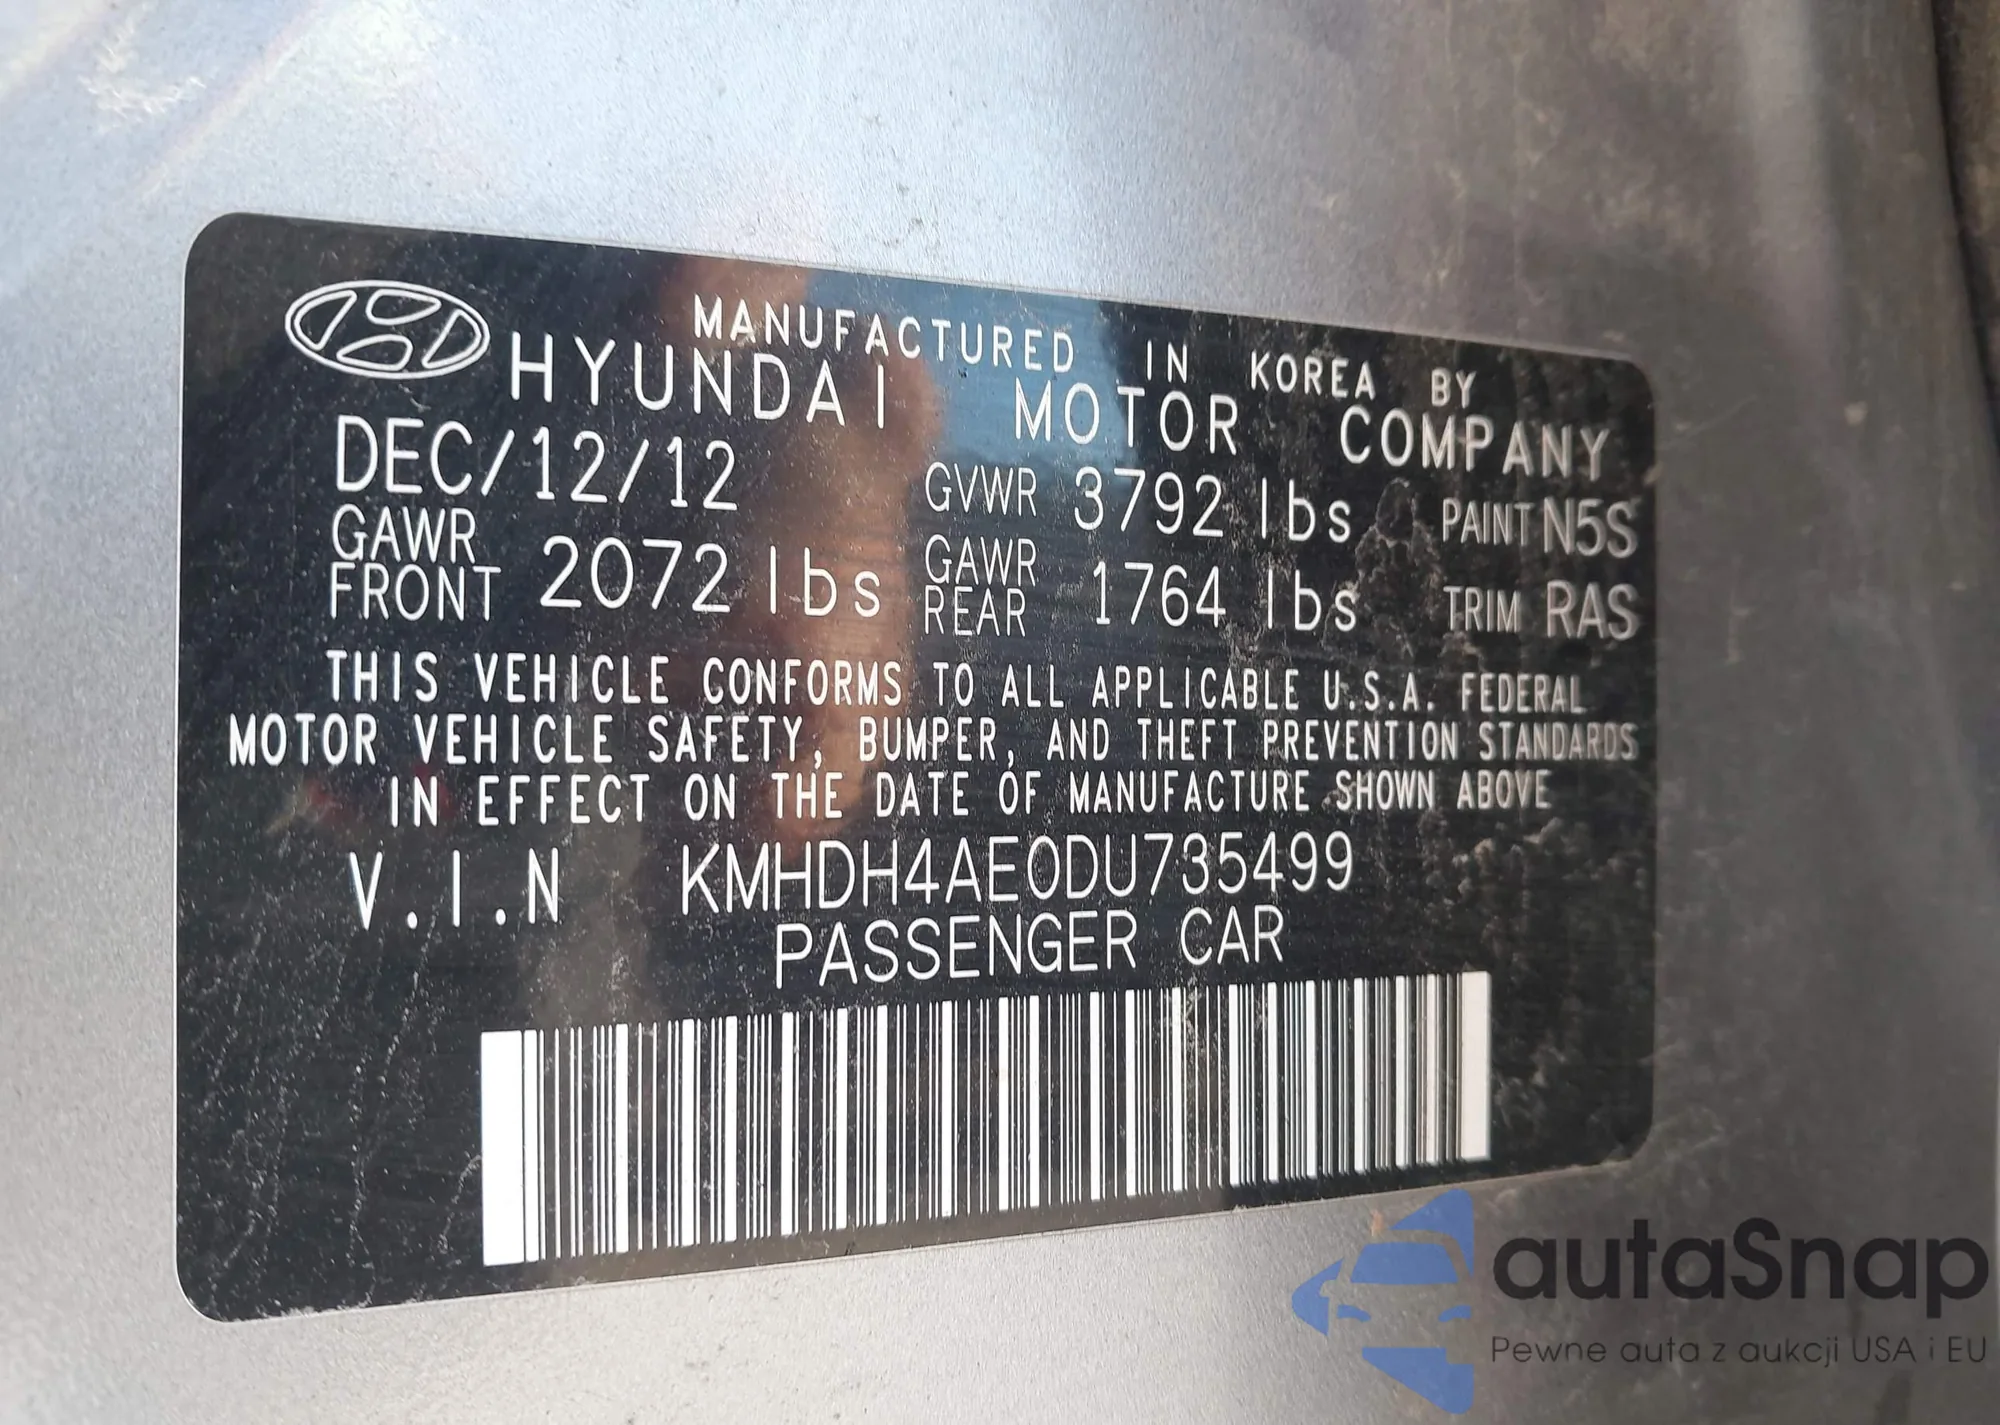 MANUFACTURED IN KOREA BY
HYUNDAI MOTOR COMPANY
DEC/12/12 GVWR 3792 lbs PAINT N5S
GAWR FRONT 2072 lbs GAWR REAR 1764 lbs TRIM RAS
THIS VEHICLE CONFORMS TO ALL APPLICABLE U.S.A. FEDERAL
MOTOR VEHICLE SAFETY, BUMPER, AND THEFT PREVENTION STANDARDS
IN EFFECT ON THE DATE OF MANUFACTURE SHOWN ABOVE
V.I.N KMHDH4AE0DU735499
PASSENGER CAR
autaSnap
Pewne auta z aukcji USA i EU